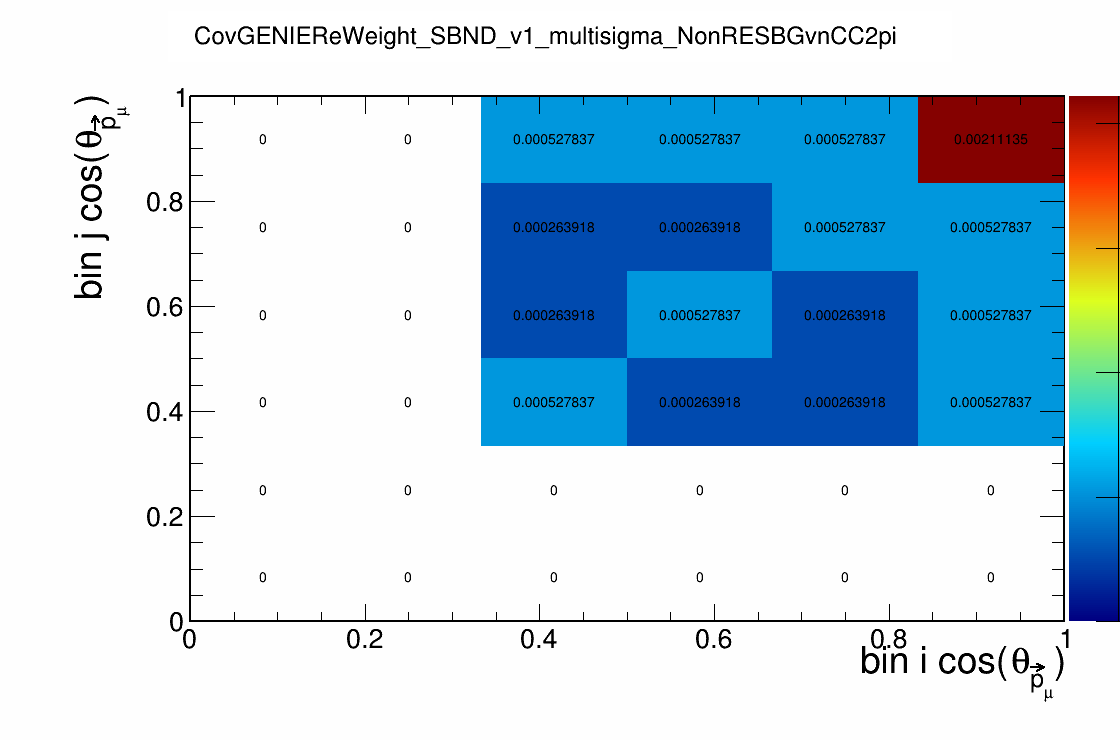 CovGENIEReWeight_SBND_v1_multisigma_NonRESBGvnCC2pi
bin j cos(θ_p⃗_μ)
1
0 0 0.000527837 0.000527837 0.000527837 0.00211135
0.8
0 0 0.000263918 0.000263918 0.000527837 0.000527837
0.6
0 0 0.000263918 0.000527837 0.000263918 0.000527837
0.4
0 0 0.000527837 0.000263918 0.000263918 0.000527837
0 0 0 0 0 0
0.2
0 0 0 0 0 0
0
0 0.2 0.4 0.6 0.8 1
bin i cos(θ_p⃗_μ)